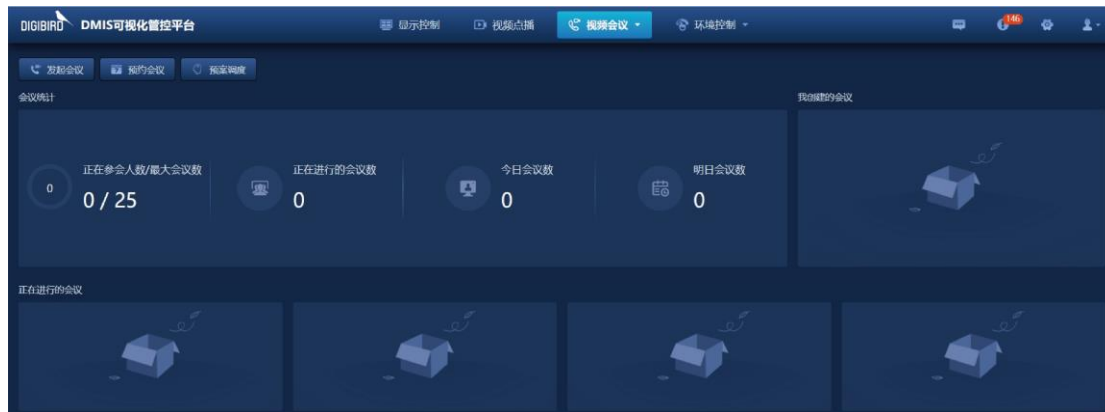 DIGIBIRD DMIS可视化管控平台 显示控制 视频点播 视频会议 环境控制 146
发起会议 预约会议 预案调度
会议统计 我创建的会议
正在参会人数/最大会议数 正在进行的会议数 今日会议数 明日会议数
0 0 / 25 0 0 0
正在进行的会议